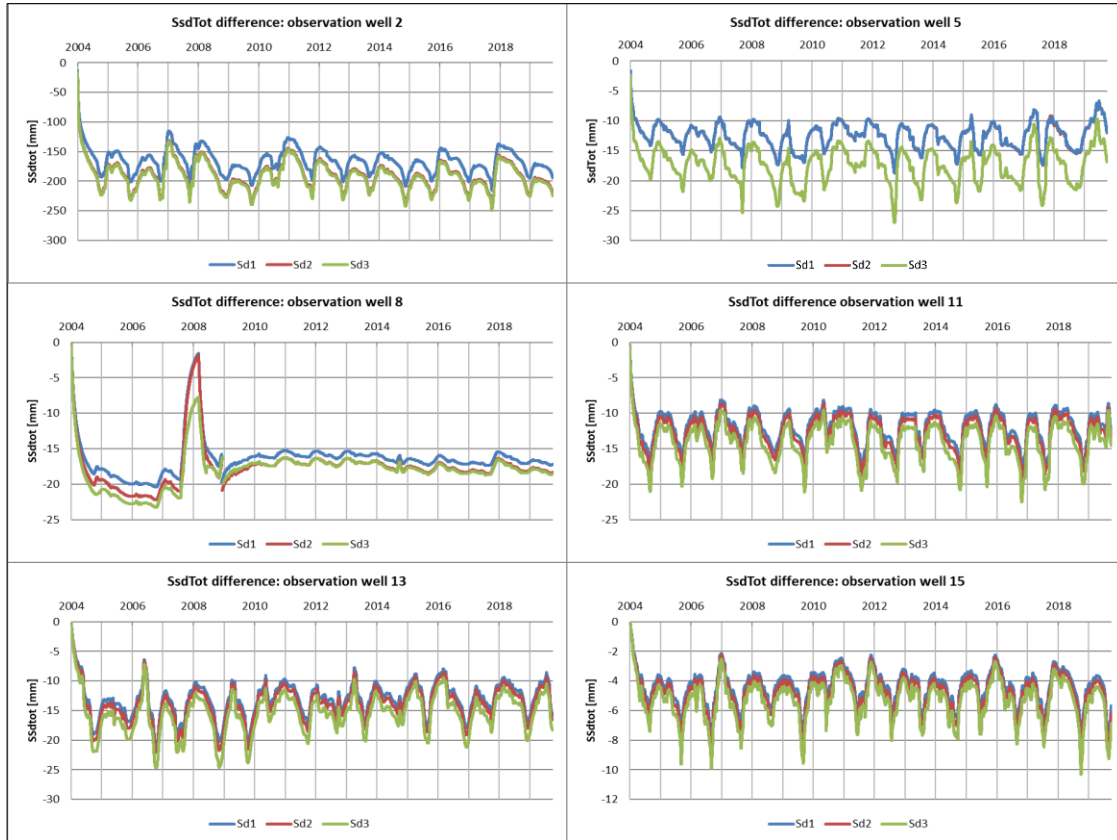 SsdTot difference: observation well 2
2004 2006 2008 2010 2012 2014 2016 2018
0
-50
-100
-150
-200
-250
-300
SSdtot [mm]
Sd1 Sd2 Sd3
SsdTot difference: observation well 5
2004 2006 2008 2010 2012 2014 2016 2018
0
-5
-10
-15
-20
-25
-30
SsdTot [mm]
Sd1 Sd2 Sd3
SsdTot difference: observation well 8
2004 2006 2008 2010 2012 2014 2016 2018
0
-5
-10
-15
-20
-25
SSdtot [mm]
Sd1 Sd2 Sd3
SsdTot difference observation well 11
2004 2006 2008 2010 2012 2014 2016 2018
0
-5
-10
-15
-20
-25
SSdtot [mm]
Sd1 Sd2 Sd3
SsdTot difference: observation well 13
2004 2006 2008 2010 2012 2014 2016 2018
0
-5
-10
-15
-20
-25
-30
SSdtot [mm]
Sd1 Sd2 Sd3
SsdTot difference: observation well 15
2004 2006 2008 2010 2012 2014 2016 2018
0
-2
-4
-6
-8
-10
-12
SSdtot [mm]
Sd1 Sd2 Sd3